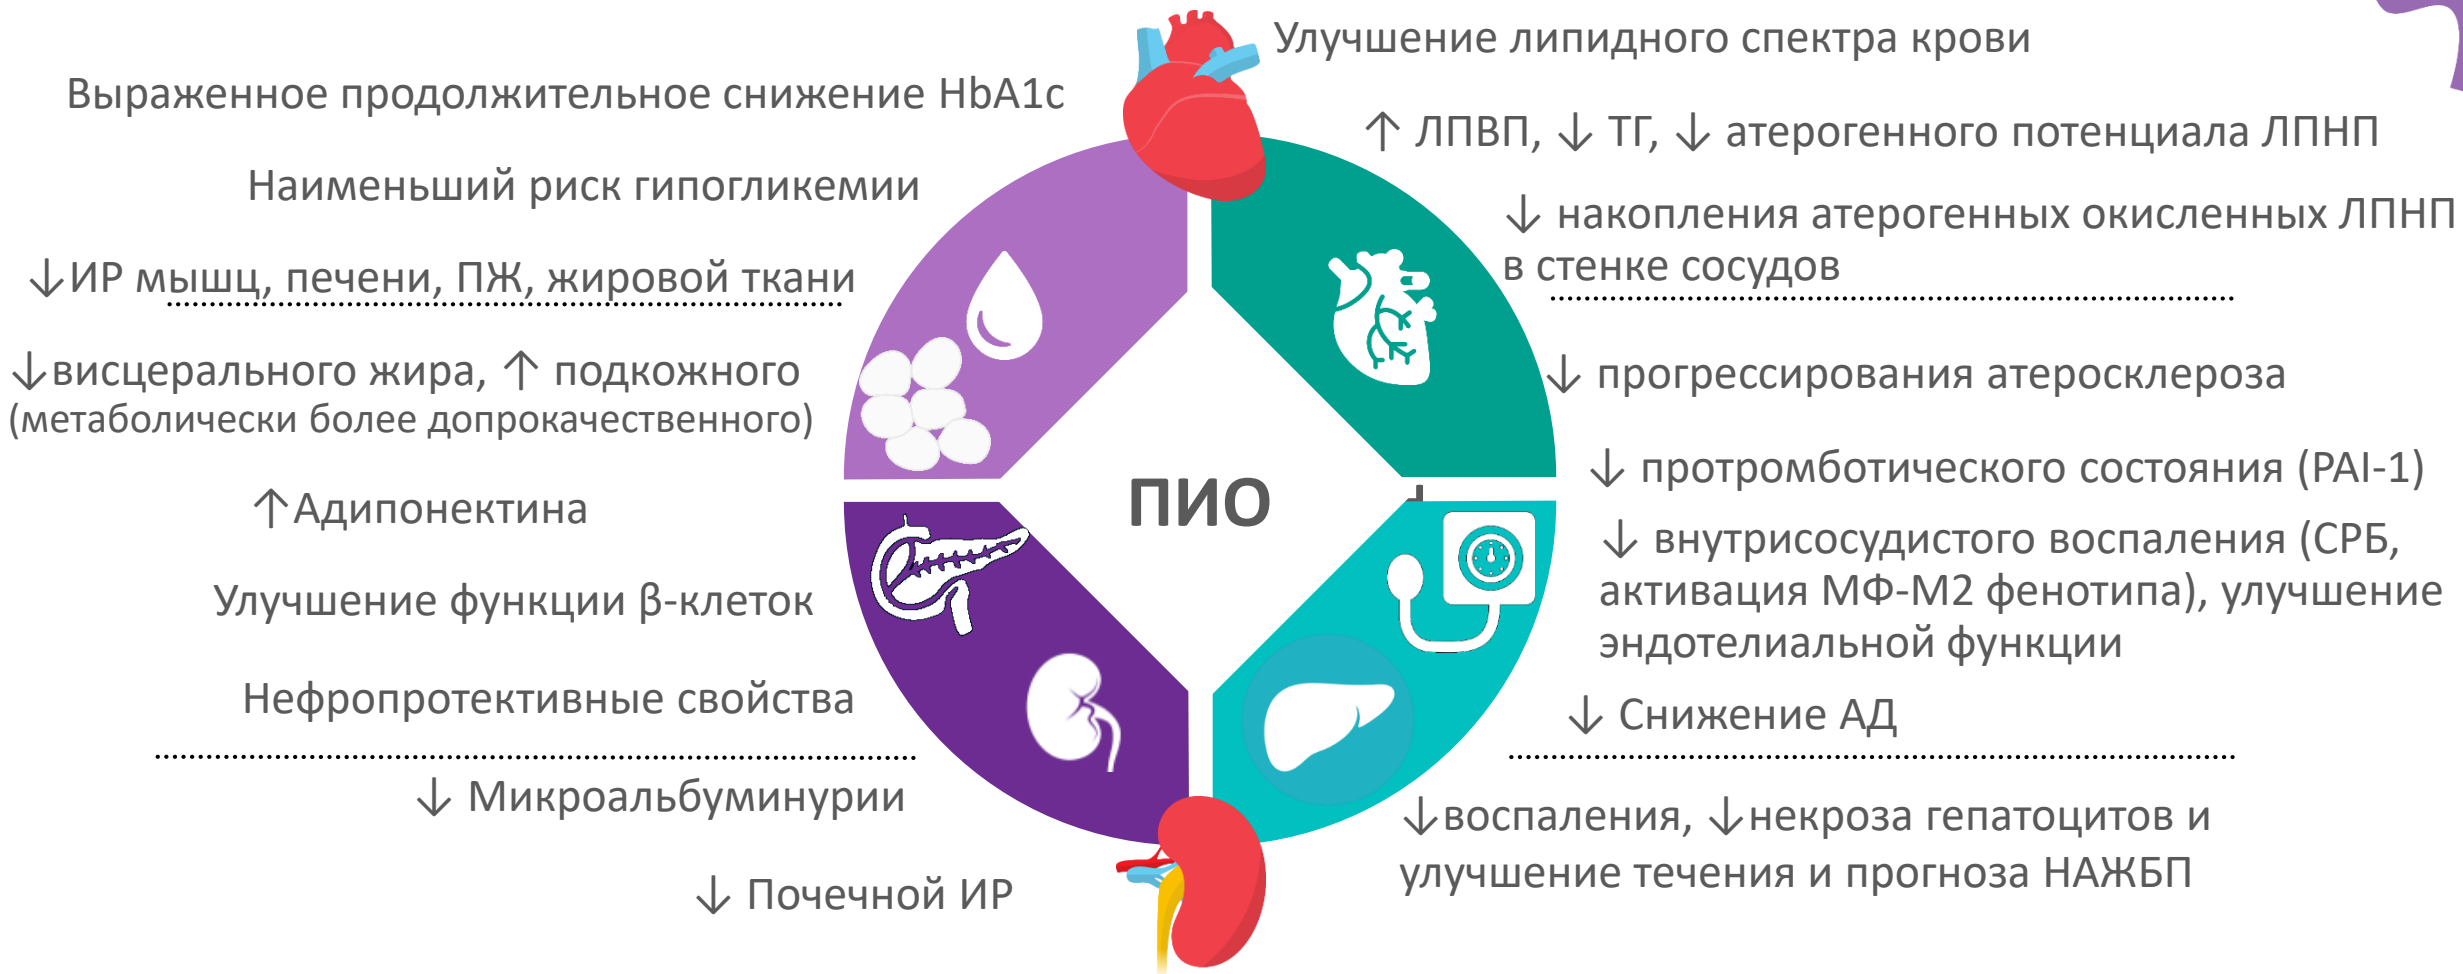 Выраженное продолжительное снижение HbA1c
Наименьший риск гипогликемии
↓ИР мышц, печени, ПЖ, жировой ткани
↓висцерального жира, ↑ подкожного
(метаболически более допрокачественного)
↑Адипонектина
Улучшение функции β-клеток
Нефропротективные свойства
↓ Микроальбуминурии
↓ Почечной ИР
ПИО
Улучшение липидного спектра крови
↑ ЛПВП, ↓ ТГ, ↓ атерогенного потенциала ЛПНП
↓ накопления атерогенных окисленных ЛПНП
в стенке сосудов
↓ прогрессирования атеросклероза
↓ протромботического состояния (PAI-1)
↓ внутрисосудистого воспаления (СРБ,
активация МФ-М2 фенотипа), улучшение
эндотелиальной функции
↓ Снижение АД
↓воспаления, ↓некроза гепатоцитов и
улучшение течения и прогноза НАЖБП